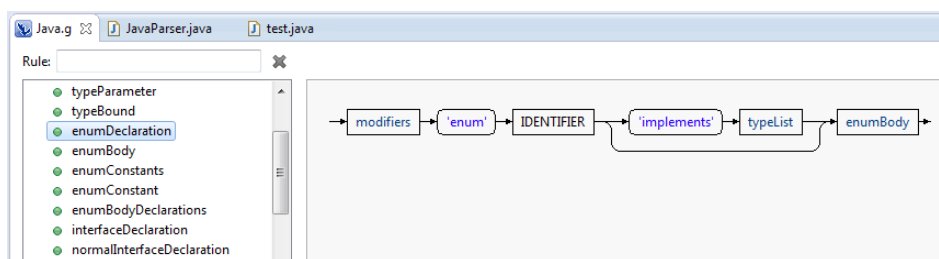 Java.g JavaParser.java test.java
Rule:
typeParameter
typeBound
enumDeclaration
enumBody
enumConstants
enumConstant
enumBodyDeclarations
interfaceDeclaration
normalInterfaceDeclaration
modifiers 'enum' IDENTIFIER 'implements' typeList enumBody